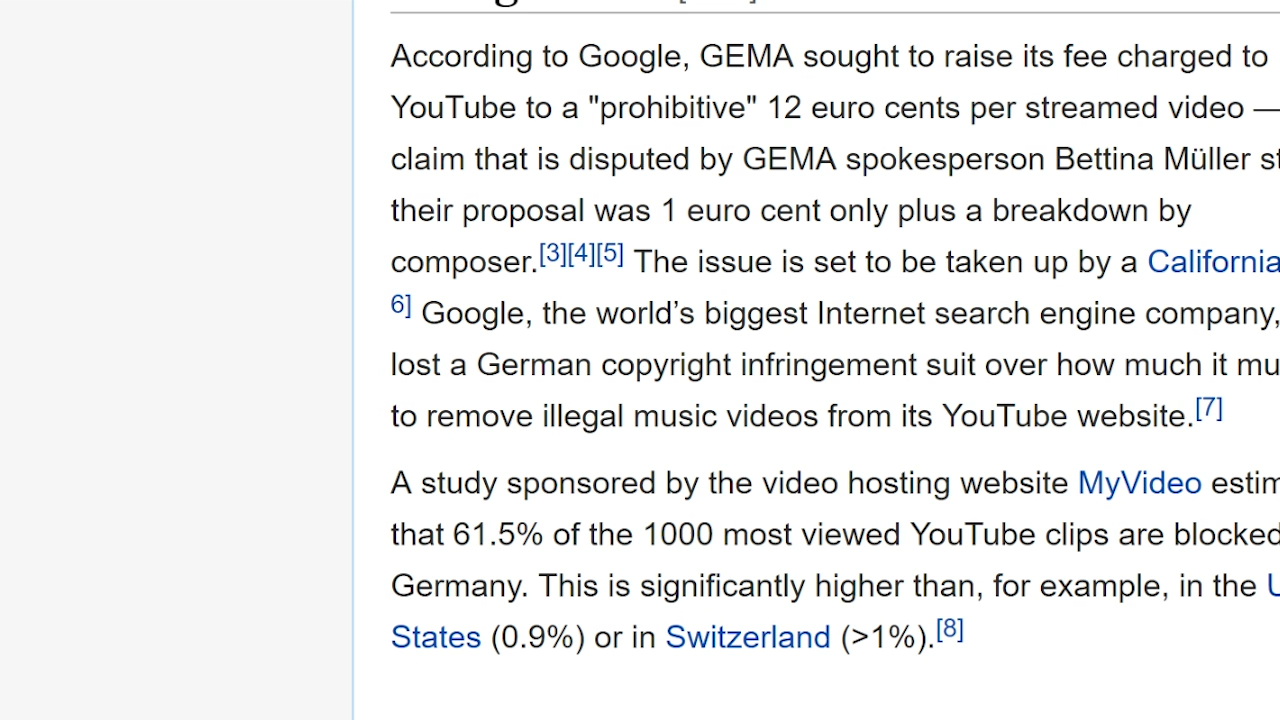 According to Google, GEMA sought to raise its fee charged to
YouTube to a "prohibitive" 12 euro cents per streamed video —
claim that is disputed by GEMA spokesperson Bettina Müller
their proposal was 1 euro cent only plus a breakdown by
composer.[3][4][5] The issue is set to be taken up by a California
6] Google, the world’s biggest Internet search engine company,
lost a German copyright infringement suit over how much it
to remove illegal music videos from its YouTube website.[7]
A study sponsored by the video hosting website MyVideo
that 61.5% of the 1000 most viewed YouTube clips are blocked
Germany. This is significantly higher than, for example, in the
States (0.9%) or in Switzerland (>1%).[8]